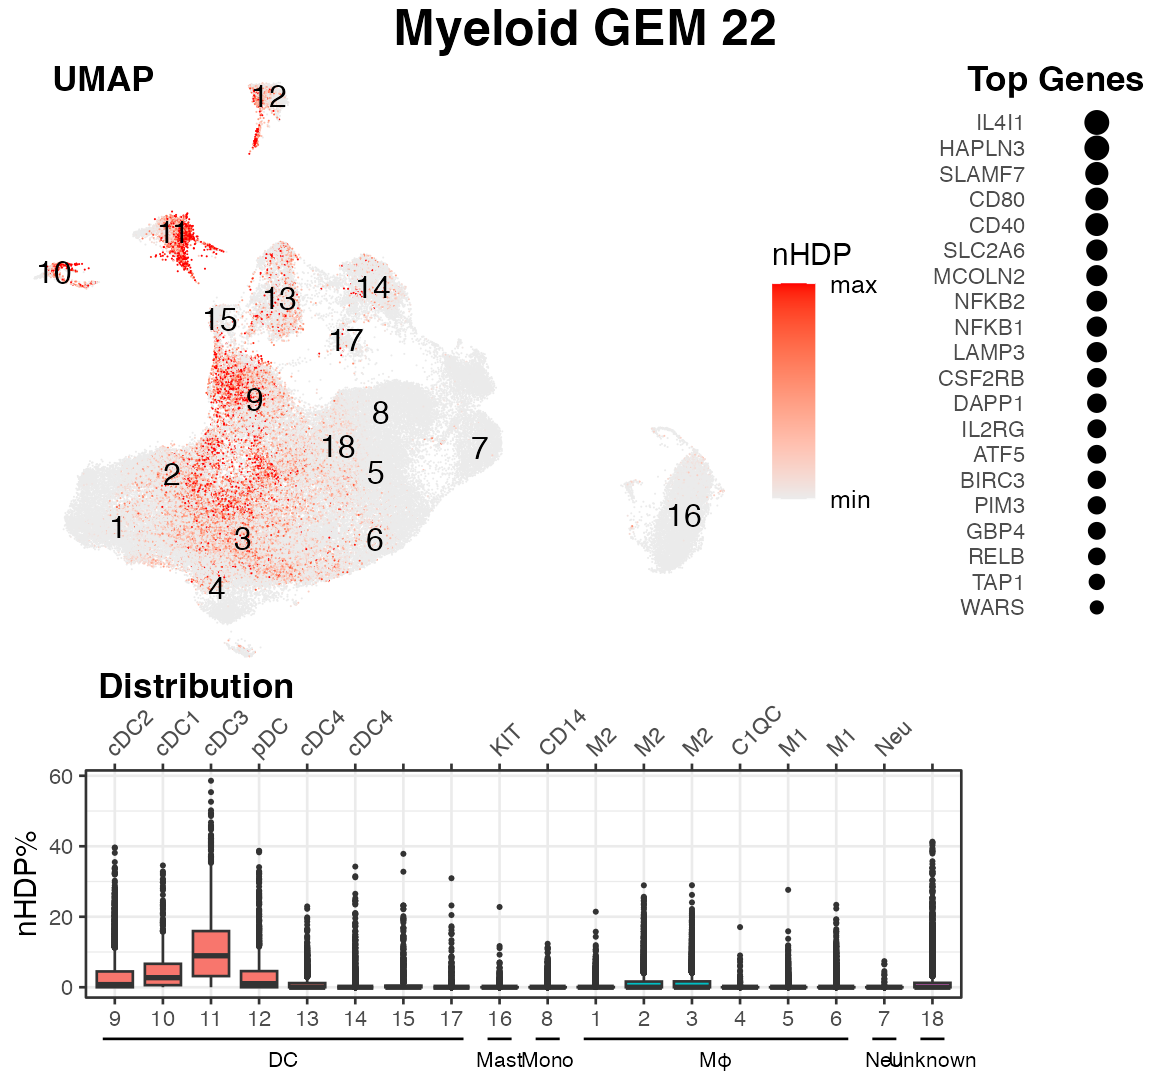 Myeloid GEM 22
UMAP
12
11
10
13
14
15
17
9
8
18
7
2
5
1
3
6
4
16
nHDP
max
min
Top Genes
IL4I1
HAPLN3
SLAMF7
CD80
CD40
SLC2A6
MCOLN2
NFKB2
NFKB1
LAMP3
CSF2RB
DAPP1
IL2RG
ATF5
BIRC3
PIM3
GBP4
RELB
TAP1
WARS
Distribution
cDC2 cDC1 cDC3 pDC cDC4 cDC4 KIT CD14 M2 M2 M2 C1QC M1 M1 Neu
nHDP%
60
40
20
0
9 10 11 12 13 14 15 17 16 8 1 2 3 4 5 6 7 18
DC Mast Mono Mϕ Neu Unknown